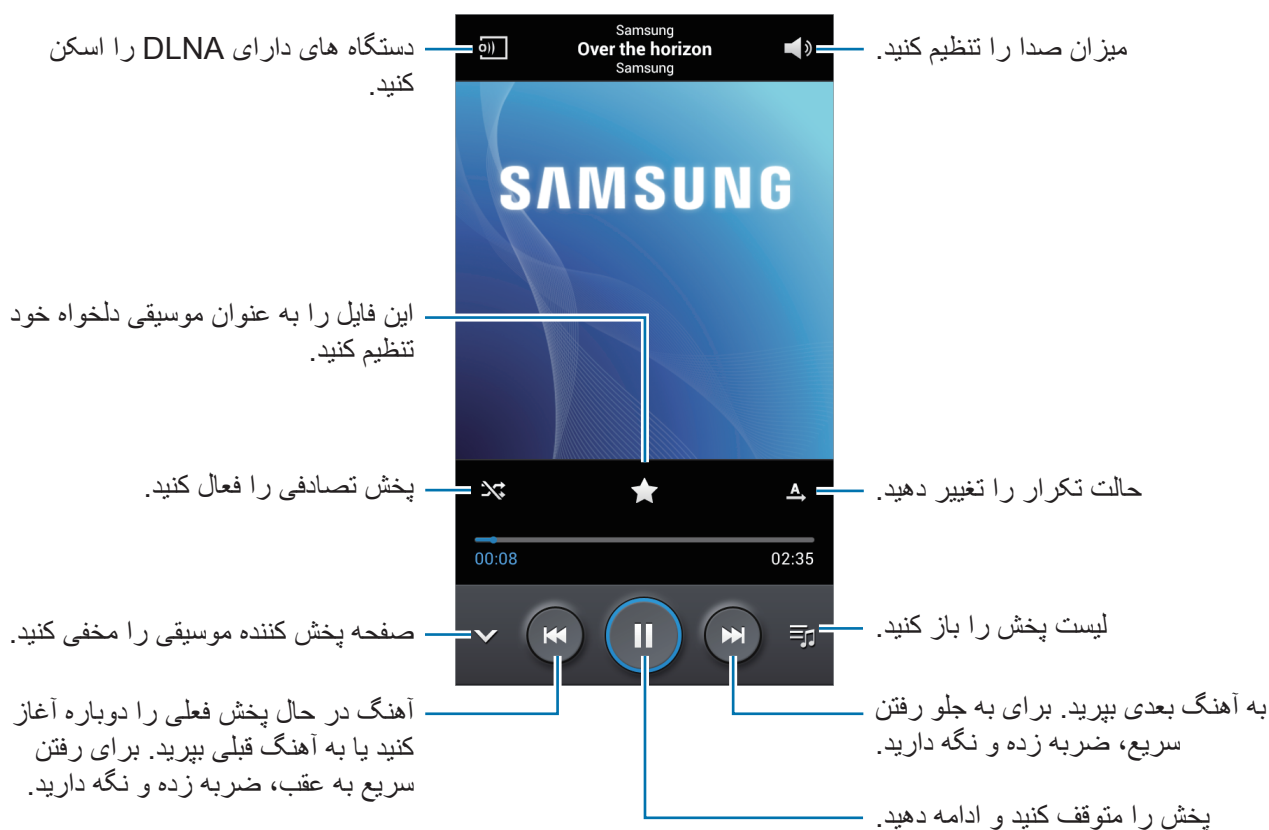 Samsung
Over the horizon
Samsung
میزان صدا را تنظیم کنید.
دستگاه های دارای DLNA را اسکن
کنید.
SAMSUNG
این فایل را به عنوان موسیقی دلخواه خود
تنظیم کنید.
حالت تکرار را تغییر دهید.
A
پخش تصادفی را فعال کنید.
00:08
02:35
لیست پخش را باز کنید.
صفحه پخش کننده موسیقی را مخفی کنید.
به آهنگ بعدی بپرید. برای به جلو رفتن
سریع، ضربه زده و نگه دارید.
آهنگ در حال پخش فعلی را دوباره آغاز
کنید یا به آهنگ قبلی بپرید. برای رفتن
سریع به عقب، ضربه زده و نگه دارید.
پخش را متوقف کنید و ادامه دهید.